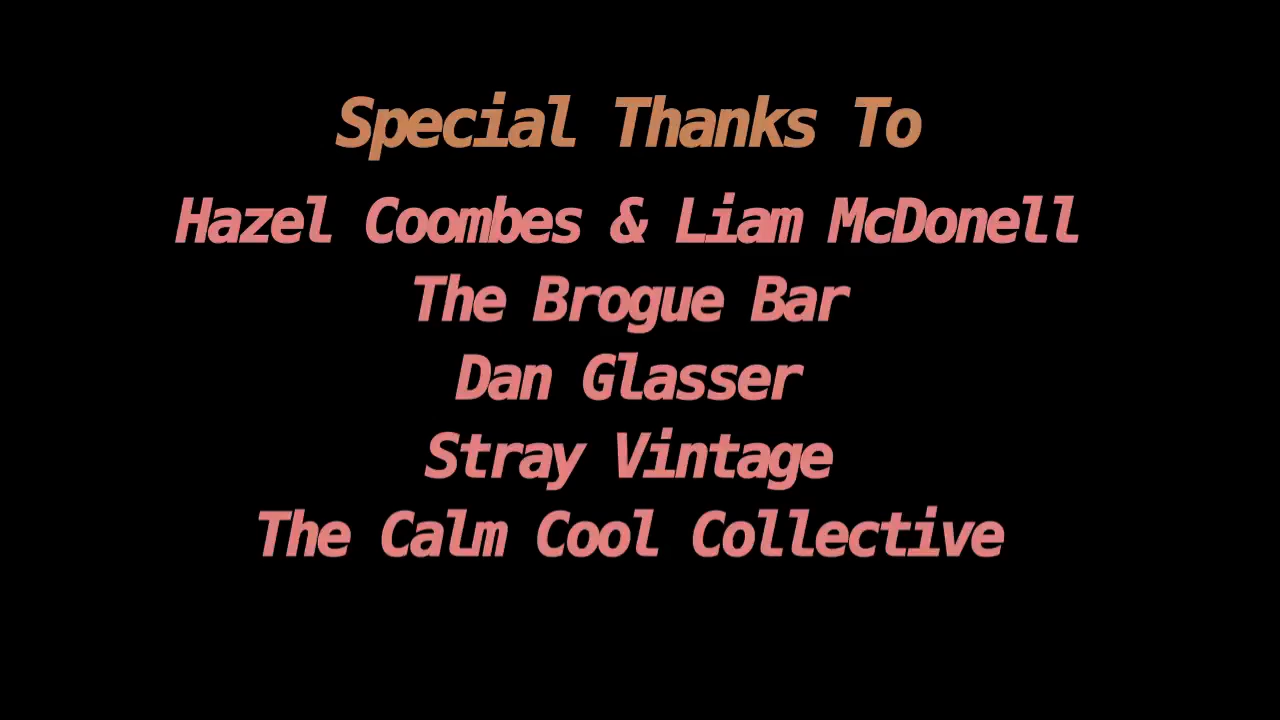 Special Thanks To
Hazel Coombes & Liam McDonell
The Brogue Bar
Dan Glasser
Stray Vintage
The Calm Cool Collective